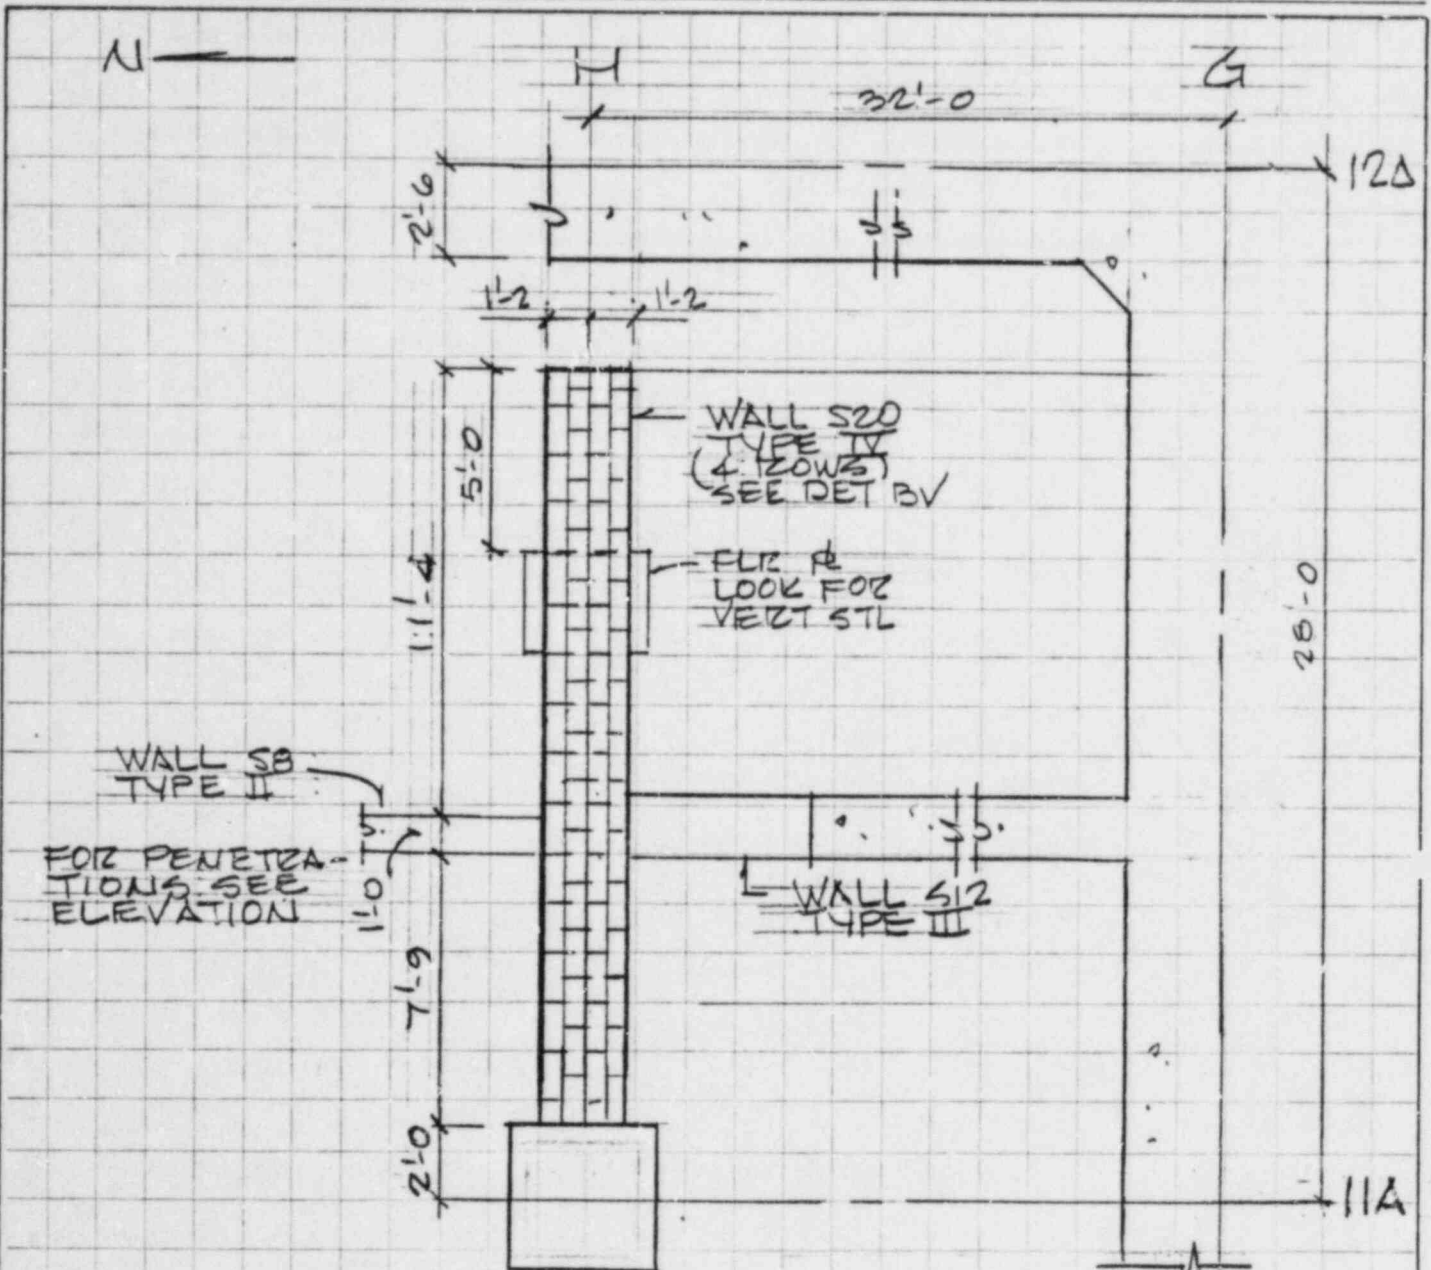 N
H
G
32'-0
12A
2'-6
1'-2
1'-2
WALL S20
TYPE IV
(4 ROWS)
SEE DET BV
5'-0
FLR PL
LOOK FOR
VERT STL
11'-4
28'-0
WALL S8
TYPE II
FOR PENETRA-
TIONS SEE
ELEVATION
1'-0
WALL S12
TYPE III
7'-9
2'-0
11A